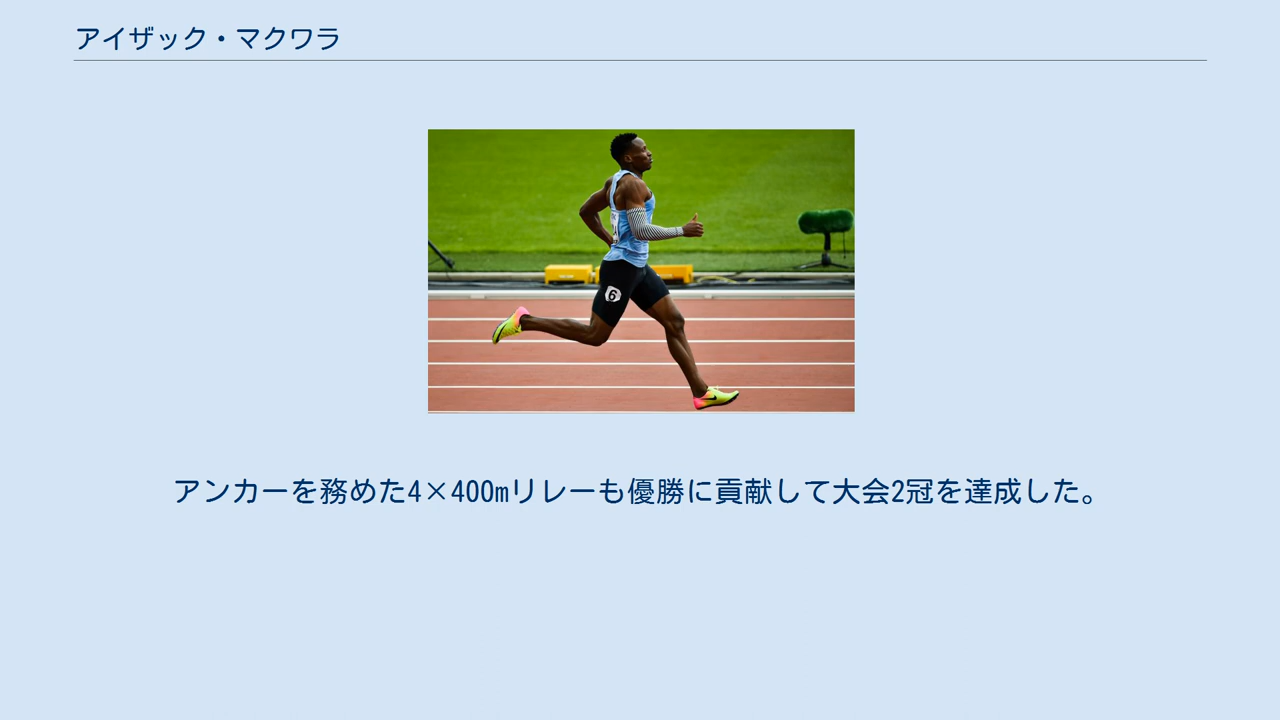 アイザック・マクワラ
6
アンカーを務めた4×400mリレーも優勝に貢献して大会2冠を達成した。